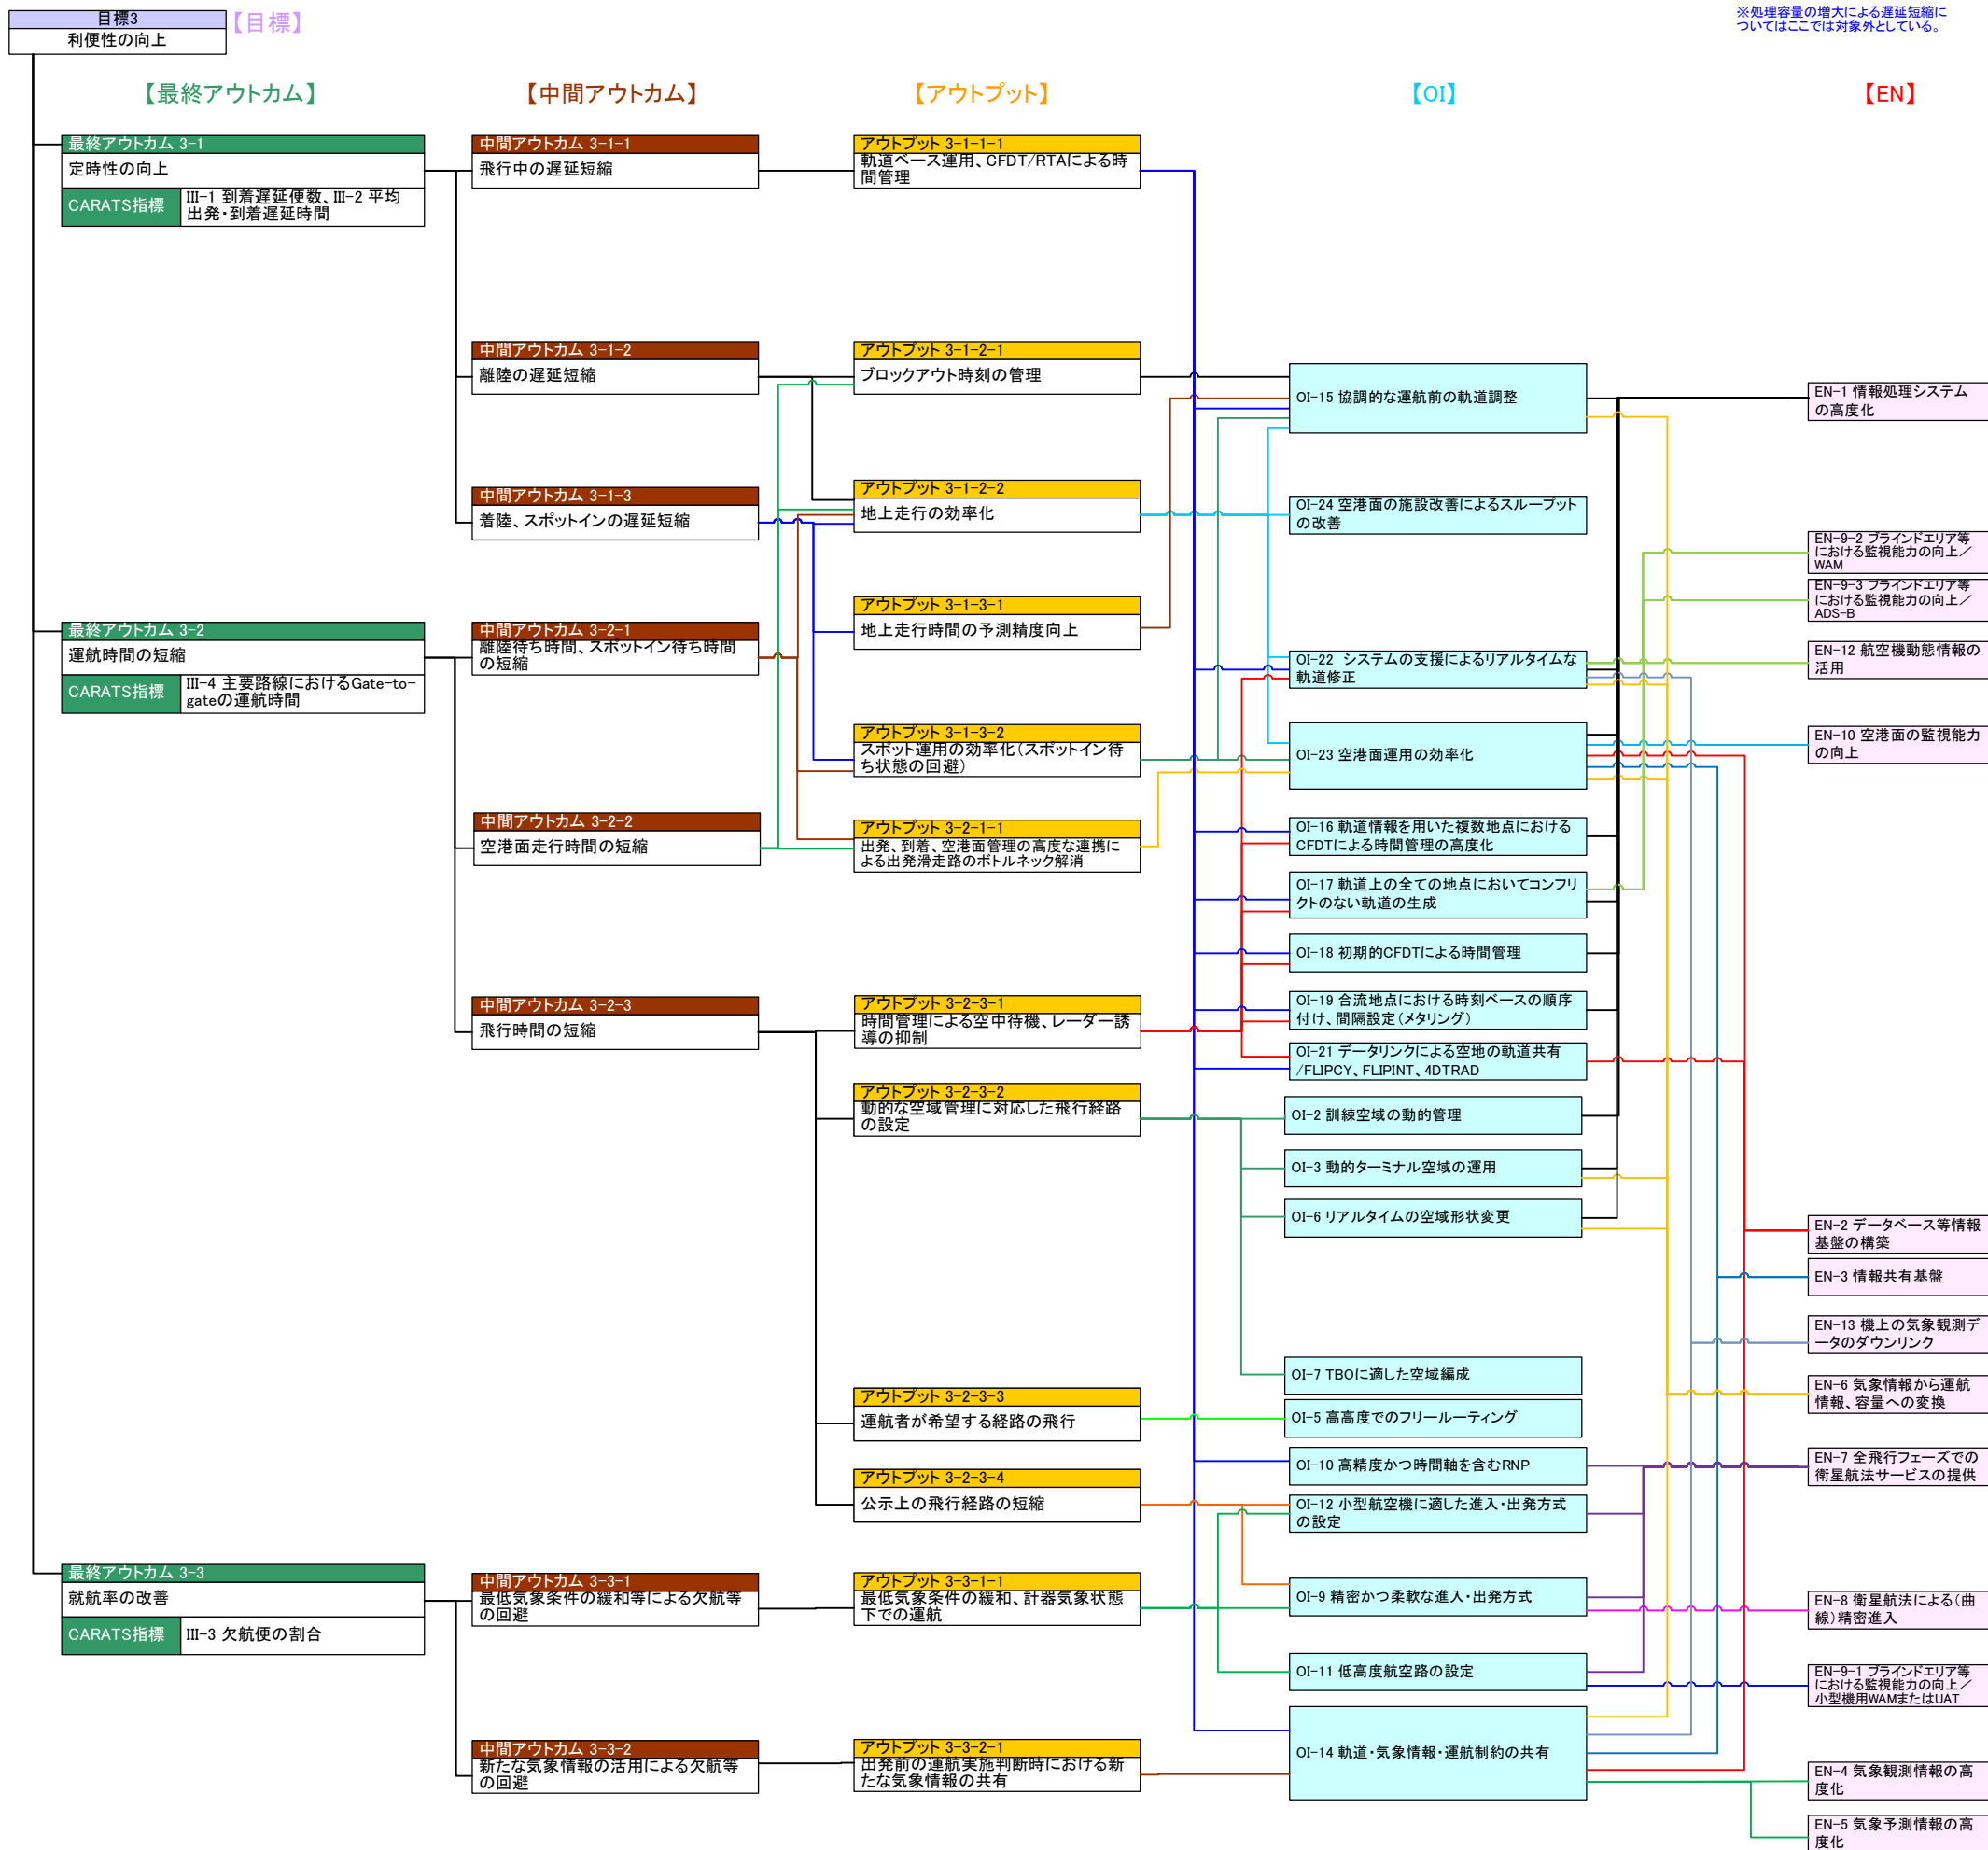 目標3
利便性の向上
【目標】
※処理容量の増大による遅延短縮に
ついてはここでは対象外としている。
【最終アウトカム】
【中間アウトカム】
【アウトプット】
【OI】
【EN】
最終アウトカム 3-1
定時性の向上
CARATS指標
III-1 到着遅延便数、III-2 平均
出発・到着遅延時間
最終アウトカム 3-2
運航時間の短縮
CARATS指標
III-4 主要路線におけるGate-to-
gateの運航時間
最終アウトカム 3-3
就航率の改善
CARATS指標
III-3 欠航便の割合
中間アウトカム 3-1-1
飛行中の遅延短縮
中間アウトカム 3-1-2
離陸の遅延短縮
中間アウトカム 3-1-3
着陸、スポットインの遅延短縮
中間アウトカム 3-2-1
離陸待ち時間、スポットイン待ち時間
の短縮
中間アウトカム 3-2-2
空港面走行時間の短縮
中間アウトカム 3-2-3
飛行時間の短縮
中間アウトカム 3-3-1
最低気象条件の緩和等による欠航等
の回避
中間アウトカム 3-3-2
新たな気象情報の活用による欠航等
の回避
アウトプット 3-1-1-1
軌道ベース運用、CFDT/RTAによる時
間管理
アウトプット 3-1-2-1
ブロックアウト時刻の管理
アウトプット 3-1-2-2
地上走行の効率化
アウトプット 3-1-3-1
地上走行時間の予測精度向上
アウトプット 3-1-3-2
スポット運用の効率化（スポットイン待
ち状態の回避）
アウトプット 3-2-1-1
出発、到着、空港面管理の高度な連携に
よる出発滑走路のボトルネック解消
アウトプット 3-2-3-1
時間管理による空中待機、レーダー誘
導の抑制
アウトプット 3-2-3-2
動的な空域管理に対応した飛行経路
の設定
アウトプット 3-2-3-3
運航者が希望する経路の飛行
アウトプット 3-2-3-4
公示上の飛行経路の短縮
アウトプット 3-3-1-1
最低気象条件の緩和、計器気象状態
下での運航
アウトプット 3-3-2-1
出発前の運航実施判断時における新
たな気象情報の共有
OI-15 協調的な運航前の軌道調整
OI-24 空港面の施設改善によるスループット
の改善
OI-22 システムの支援によるリアルタイムな
軌道修正
OI-23 空港面運用の効率化
OI-16 軌道情報を用いた複数地点における
CFDTによる時間管理の高度化
OI-17 軌道上の全ての地点においてコンフリ
クトのない軌道の生成
OI-18 初期的CFDTによる時間管理
OI-19 合流地点における時刻ベースの順序
付け、間隔設定（メタリング）
OI-21 データリンクによる空地の軌道共有
/FLIPCY、FLIPINT、4DTRAD
OI-2 訓練空域の動的管理
OI-3 動的ターミナル空域の運用
OI-6 リアルタイムの空域形状変更
OI-7 TBOに適した空域編成
OI-5 高高度でのフリールーティング
OI-10 高精度かつ時間軸を含むRNP
OI-12 小型航空機に適した進入・出発方式
の設定
OI-9 精密かつ柔軟な進入・出発方式
OI-11 低高度航空路の設定
OI-14 軌道・気象情報・運航制約の共有
EN-1 情報処理システム
の高度化
EN-9-2 ブラインドエリア等
における監視能力の向上／
WAM
EN-9-3 ブラインドエリア等
における監視能力の向上／
ADS-B
EN-12 航空機動態情報の
活用
EN-10 空港面の監視能力
の向上
EN-2 データベース等情報
基盤の構築
EN-3 情報共有基盤
EN-13 機上の気象観測デ
ータのダウンリンク
EN-6 気象情報から運航
情報、容量への変換
EN-7 全飛行フェーズでの
衛星航法サービスの提供
EN-8 衛星航法による（曲
線）精密進入
EN-9-1 ブラインドエリア等
における監視能力の向上／
小型機用WAMまたはUAT
EN-4 気象観測情報の高
度化
EN-5 気象予測情報の高
度化